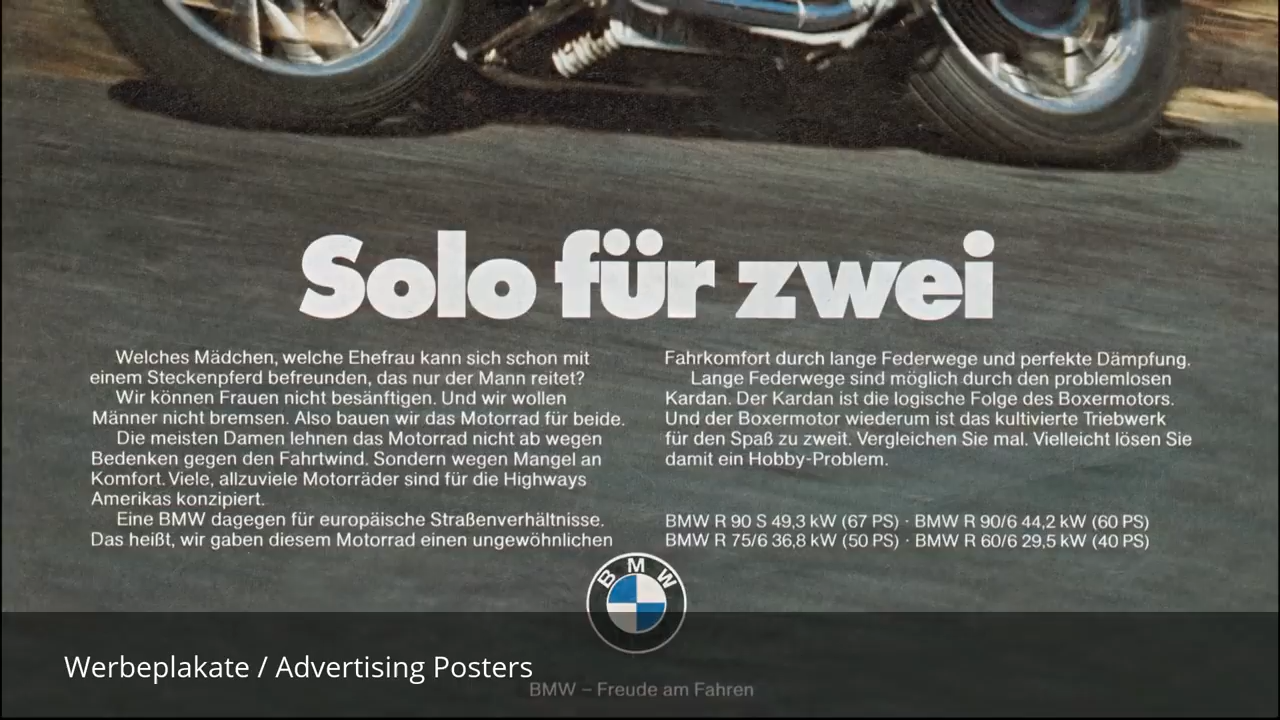 Solo für zwei
Welches Mädchen, welche Ehefrau kann sich schon mit
einem Steckenpferd befreunden, das nur der Mann reitet?
Wir können Frauen nicht besänftigen. Und wir wollen
Männer nicht bremsen. Also bauen wir das Motorrad für beide.
Die meisten Damen lehnen das Motorrad nicht ab wegen
Bedenken gegen den Fahrtwind. Sondern wegen Mangel an
Komfort. Viele, allzuviele Motorräder sind für die Highways
Amerikas konzipiert.
Eine BMW dagegen für europäische Straßenverhältnisse.
Das heißt, wir gaben diesem Motorrad einen ungewöhnlichen
Fahrkomfort durch lange Federwege und perfekte Dämpfung.
Lange Federwege sind möglich durch den problemlosen
Kardan. Der Kardan ist die logische Folge des Boxermotors.
Und der Boxermotor wiederum ist das kultivierte Triebwerk
für den Spaß zu zweit. Vergleichen Sie mal. Vielleicht lösen Sie
damit ein Hobby-Problem.
BMW R 90 S 49,3 kW (67 PS) · BMW R 90/6 44,2 kW (60 PS)
BMW R 75/6 36,8 kW (50 PS) · BMW R 60/6 29,5 kW (40 PS)
BMW
Werbeplakate / Advertising Posters
BMW – Freude am Fahren